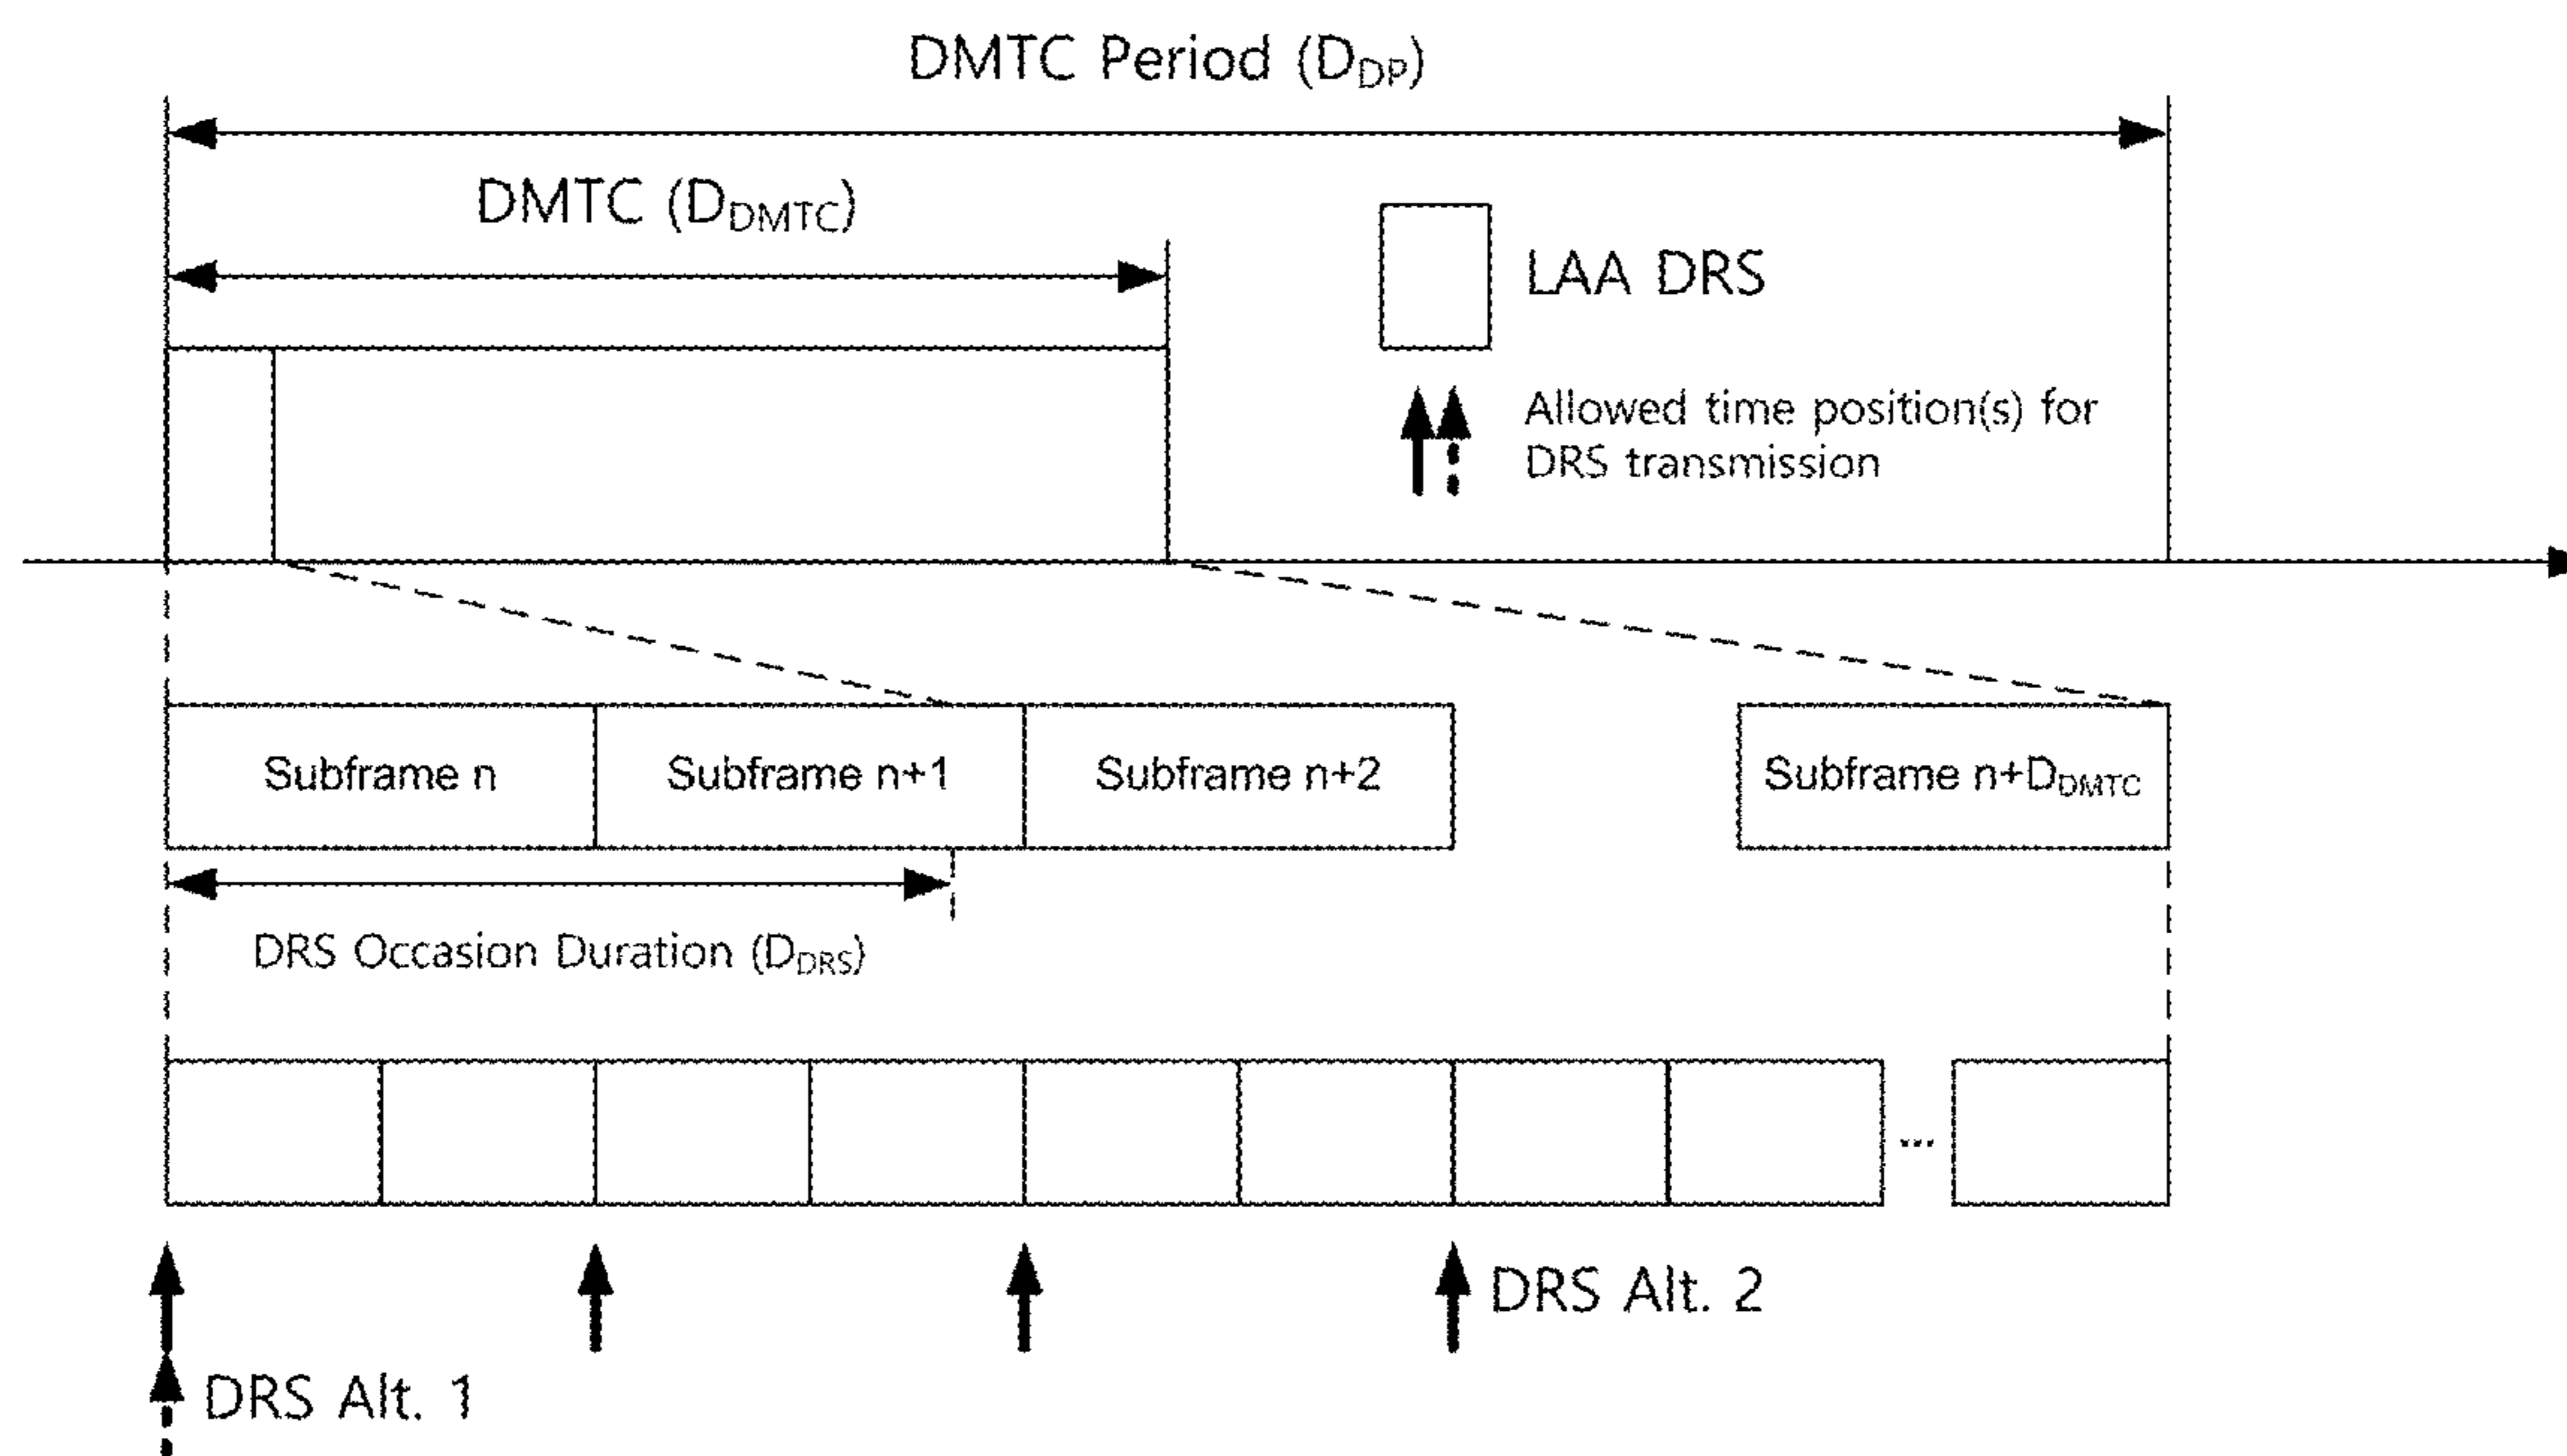 DMTC Period (DDP)
DMTC (DDMTC)
LAA DRS
Allowed time position(s) for
DRS transmission
Subframe n
Subframe n+1
Subframe n+2
Subframe n+DDMTC
DRS Occasion Duration (DDRS)
...
DRS Alt. 2
DRS Alt. 1